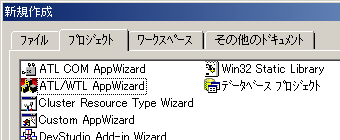 新規作成
ファイル プロジェクト ワークスペース その他のドキュメント
ATL COM AppWizard Win32 Static Library
ATL/WTL AppWizard データベース プロジェクト
Cluster Resource Type Wizard
Custom AppWizard
DevStudio Add-in Wizard